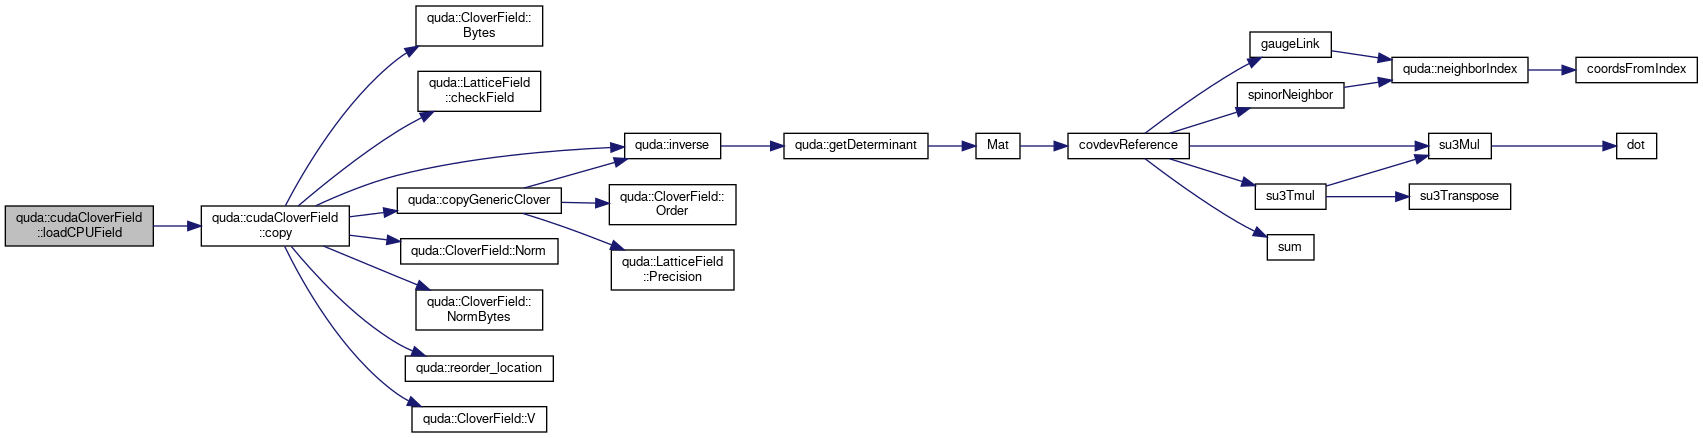 quda::cudaCloverField
::loadCPUField
quda::cudaCloverField
::copy
quda::CloverField::
Bytes
quda::LatticeField
::checkField
quda::inverse
quda::copyGenericClover
quda::CloverField::
Order
quda::CloverField::Norm
quda::LatticeField
::Precision
quda::CloverField::
NormBytes
quda::reorder_location
quda::CloverField::V
quda::getDeterminant
Mat
covdevReference
gaugeLink
spinorNeighbor
quda::neighborIndex
coordsFromIndex
su3Mul
dot
su3Tmul
su3Transpose
sum